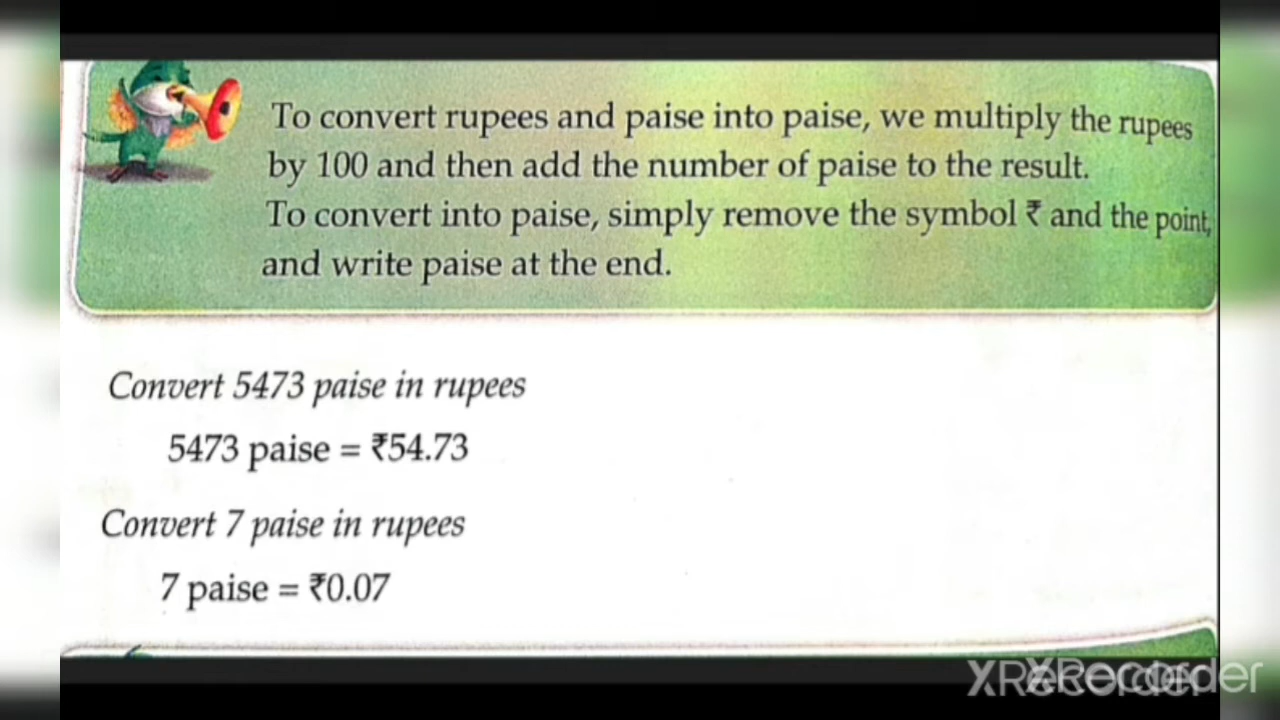 To convert rupees and paise into paise, we multiply the rupees
by 100 and then add the number of paise to the result.
To convert into paise, simply remove the symbol ₹ and the point,
and write paise at the end.
Convert 5473 paise in rupees
5473 paise = ₹54.73
Convert 7 paise in rupees
7 paise = ₹0.07
XRecorder